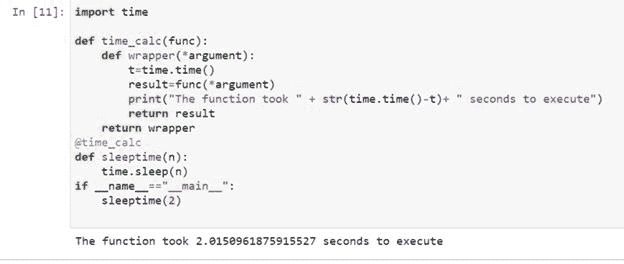 In [11]: import time

def time_calc(func):
    def wrapper(*argument):
        t=time.time()
        result=func(*argument)
        print("The function took " + str(time.time()-t)+ " seconds to execute")
        return result
    return wrapper
@time_calc
def sleeptime(n):
    time.sleep(n)
if __name__=="__main__":
    sleeptime(2)

The function took 2.0150961875915527 seconds to execute